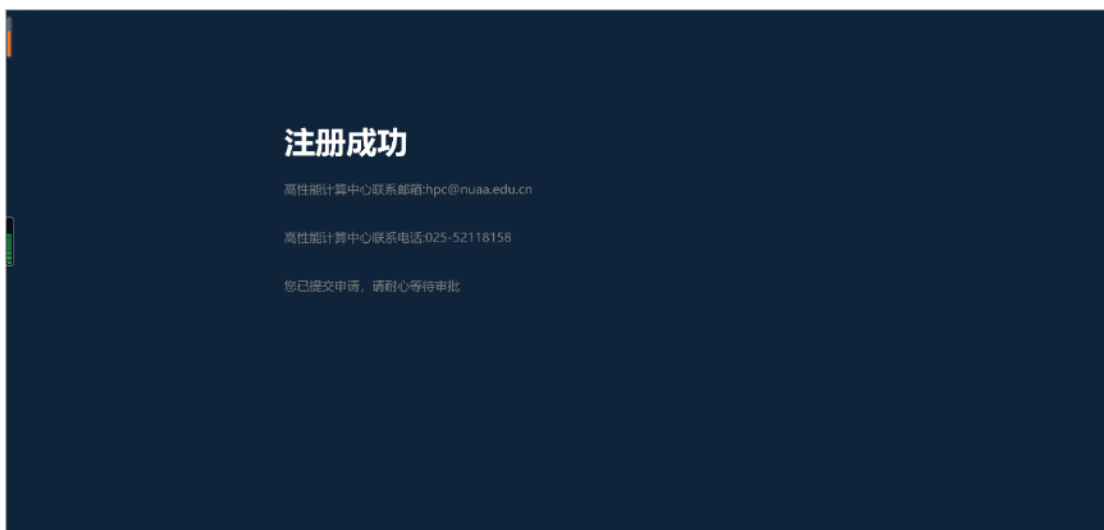 注册成功
高性能计算中心联系邮箱:hpc@nuaa.edu.cn
高性能计算中心联系电话:025-52118158
您已提交申请，请耐心等待审批